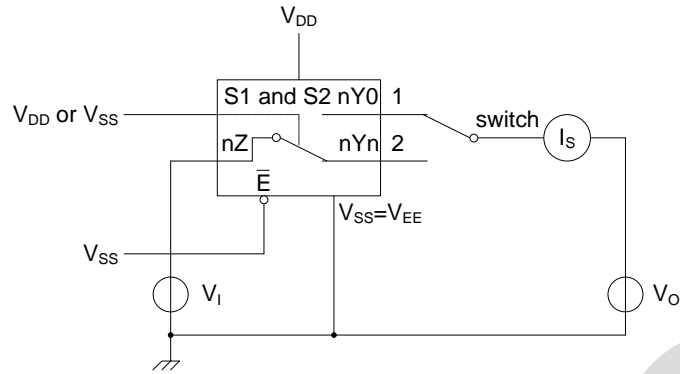 VDD
S1 and S2 nY0 1
switch
VDD or VSS
IS
nZ nYn 2
E
VSS=VEE
VSS
VI
VO